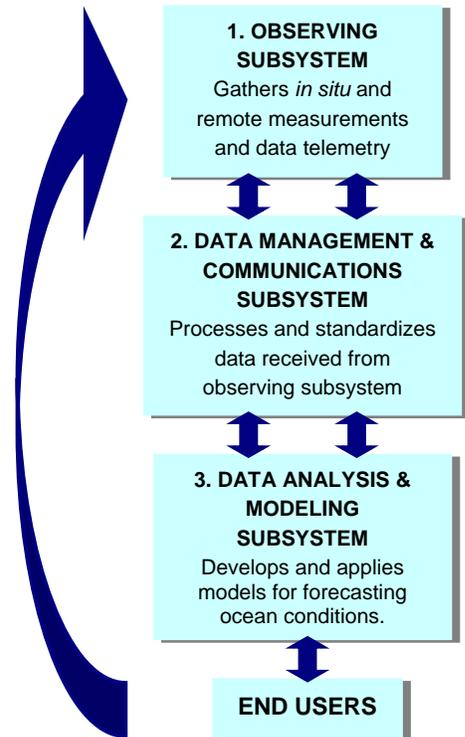 1. OBSERVING
SUBSYSTEM
Gathers in situ and
remote measurements
and data telemetry
2. DATA MANAGEMENT &
COMMUNICATIONS
SUBSYSTEM
Processes and standardizes
data received from
observing subsystem
3. DATA ANALYSIS &
MODELING
SUBSYSTEM
Develops and applies
models for forecasting
ocean conditions.
END USERS